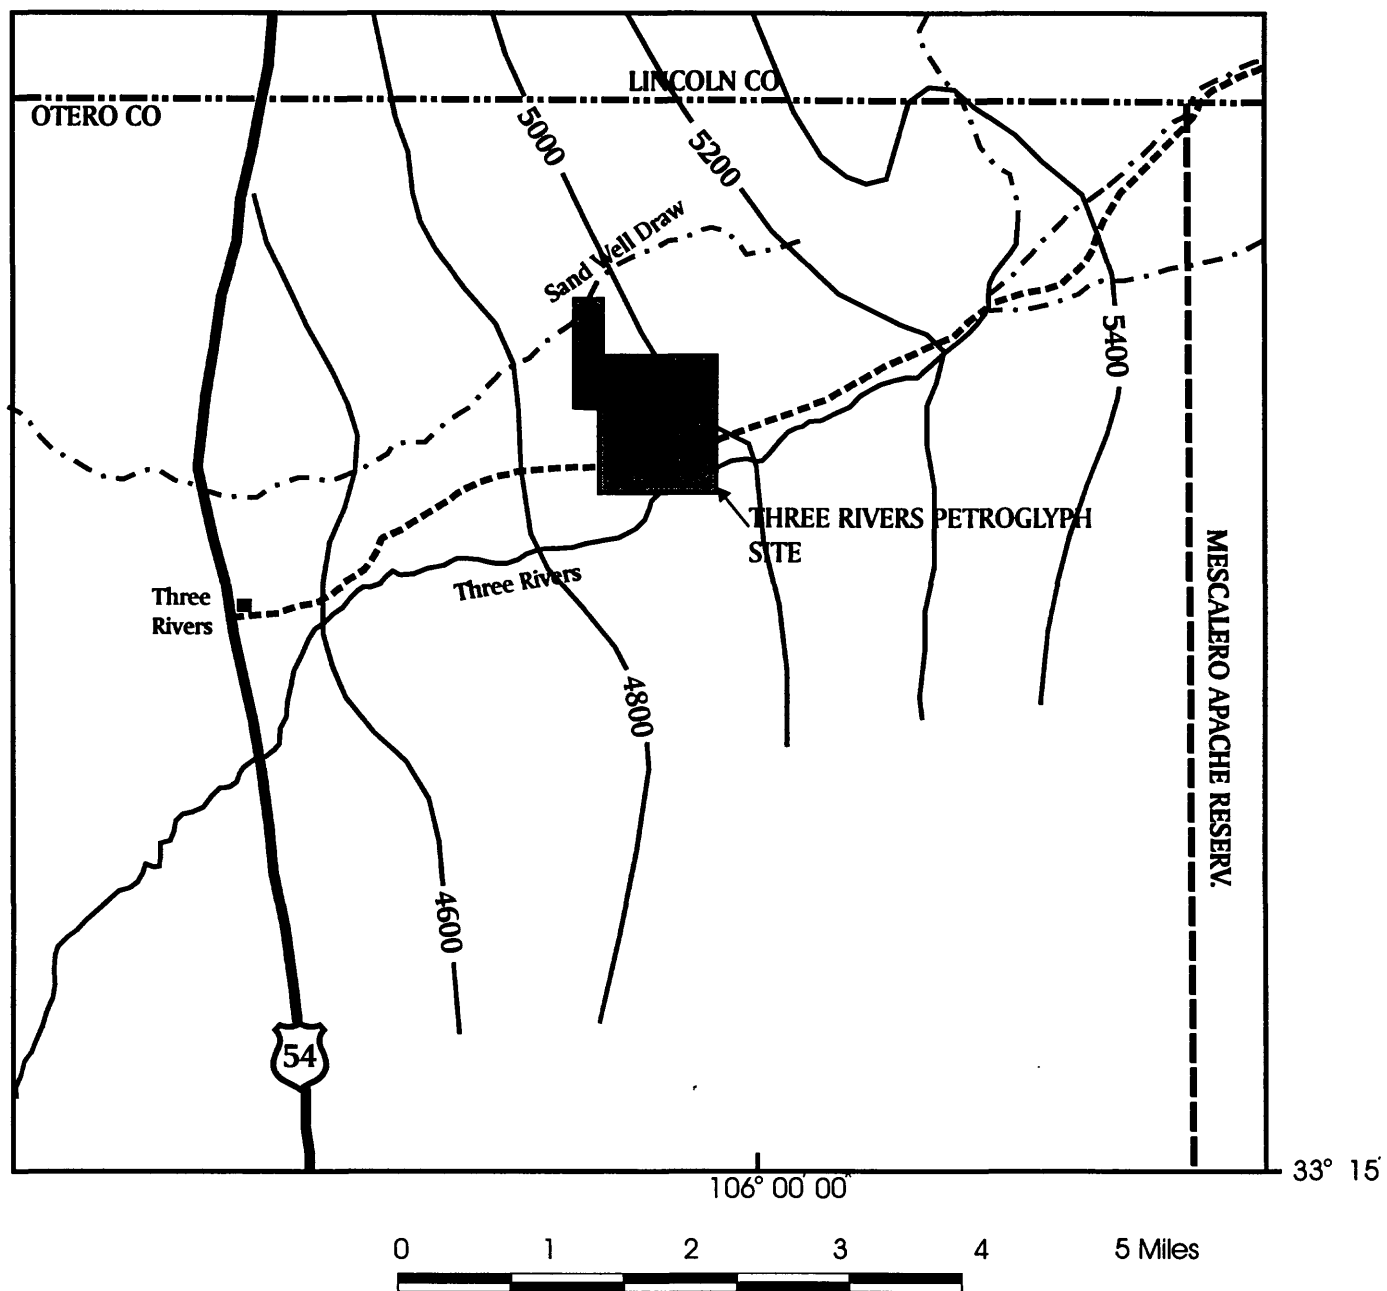 LINCOLN CO
OTERO CO
5000
5200
Sand Well Draw
5400
THREE RIVERS PETROGLYPH
SITE
Three
Rivers
Three Rivers
MESCALERO APACHE RESERV.
4800
4600
54
106° 00' 00"
33° 15'
0 1 2 3 4 5 Miles